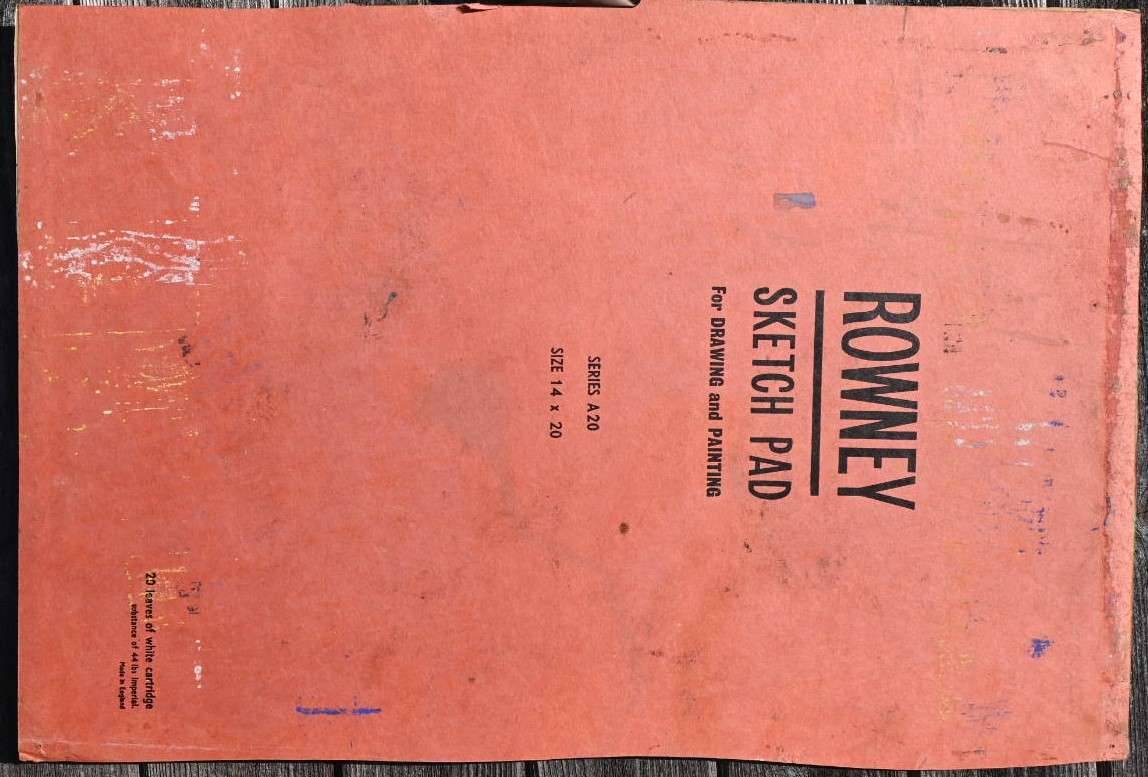 ROWNEY
SKETCH PAD
For DRAWING and PAINTING
SERIES A20
SIZE 14 x 20
20 leaves of white cartridge
substance of 44 lbs Imperial.
Made in England